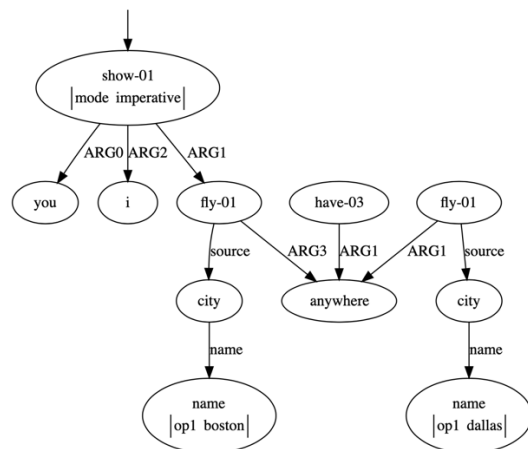 show-01
|mode imperative|
ARG0 ARG2 ARG1
you i fly-01 have-03 fly-01
source ARG3 ARG1 ARG1 source
city anywhere city
name name
name name
|op1 boston| |op1 dallas|